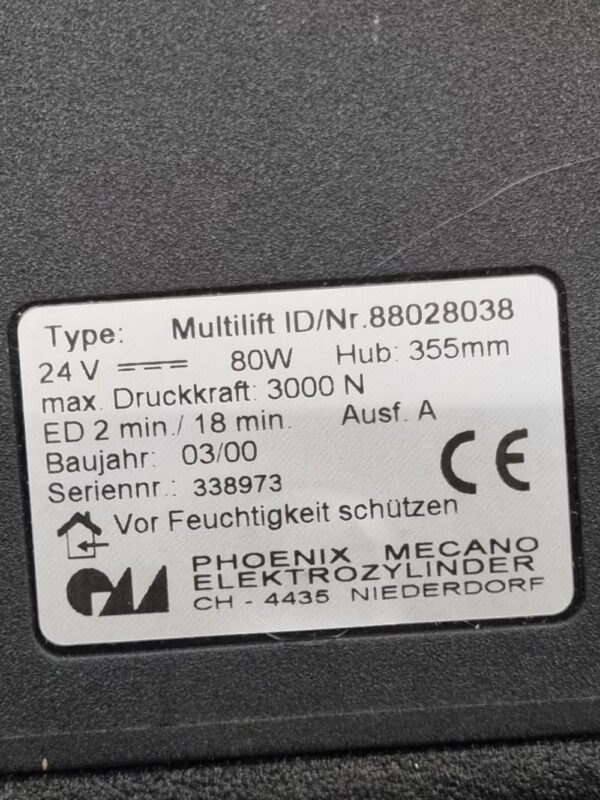 Type: Multilift ID/Nr.88028038
24 V 80W Hub: 355mm
max. Druckkraft: 3000 N
ED 2 min./ 18 min. Ausf. A
Baujahr: 03/00
Seriennr.: 338973
CE
Vor Feuchtigkeit schützen
PHOENIX MECANO
ELEKTROZYLINDER
CH - 4435 NIEDERDORF